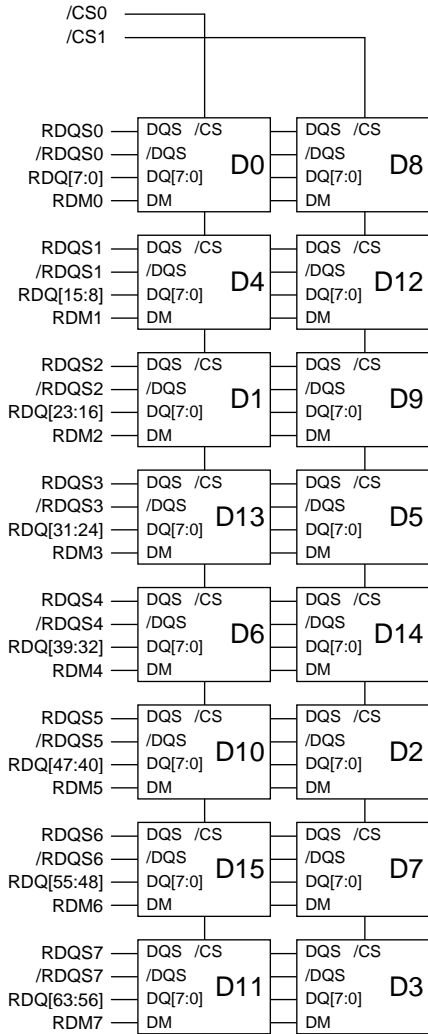 /CS0
/CS1
RDQS0 DQS /CS DQS /CS
/RDQS0 /DQS D0 /DQS D8
RDQ[7:0] DQ[7:0] DQ[7:0]
RDM0 DM DM
RDQS1 DQS /CS DQS /CS
/RDQS1 /DQS D4 /DQS D12
RDQ[15:8] DQ[7:0] DQ[7:0]
RDM1 DM DM
RDQS2 DQS /CS DQS /CS
/RDQS2 /DQS D1 /DQS D9
RDQ[23:16] DQ[7:0] DQ[7:0]
RDM2 DM DM
RDQS3 DQS /CS DQS /CS
/RDQS3 /DQS D13 /DQS D5
RDQ[31:24] DQ[7:0] DQ[7:0]
RDM3 DM DM
RDQS4 DQS /CS DQS /CS
/RDQS4 /DQS D6 /DQS D14
RDQ[39:32] DQ[7:0] DQ[7:0]
RDM4 DM DM
RDQS5 DQS /CS DQS /CS
/RDQS5 /DQS D10 /DQS D2
RDQ[47:40] DQ[7:0] DQ[7:0]
RDM5 DM DM
RDQS6 DQS /CS DQS /CS
/RDQS6 /DQS D15 /DQS D7
RDQ[55:48] DQ[7:0] DQ[7:0]
RDM6 DM DM
RDQS7 DQS /CS DQS /CS
/RDQS7 /DQS D11 /DQS D3
RDQ[63:56] DQ[7:0] DQ[7:0]
RDM7 DM DM